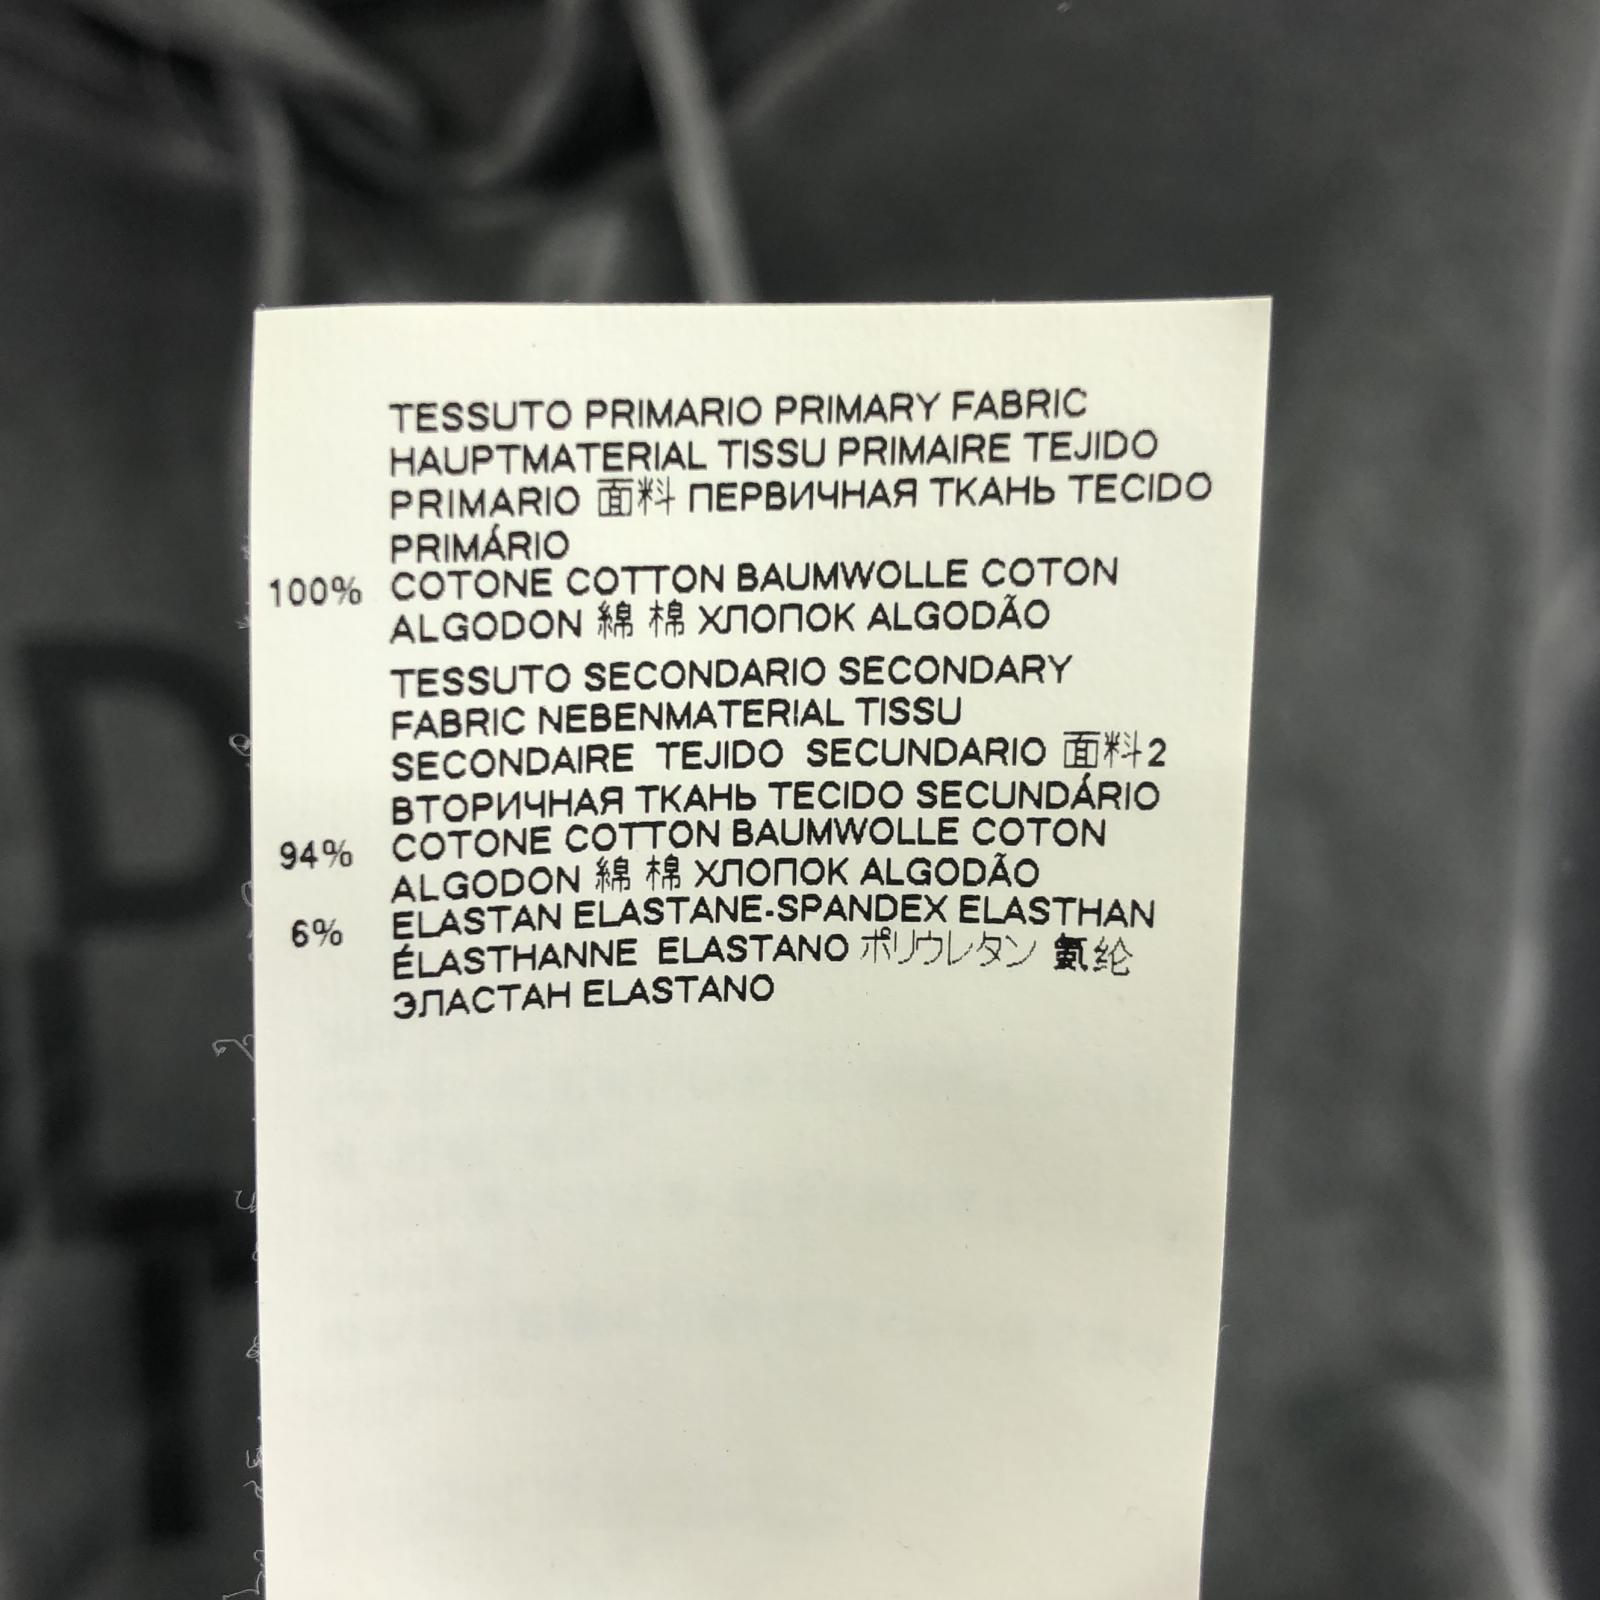 TESSUTO PRIMARIO PRIMARY FABRIC
HAUPTMATERIAL TISSU PRIMAIRE TEJIDO
PRIMARIO 面料 ПЕРВИЧНАЯ ТКАНЬ TECIDO
PRIMÁRIO
100% COTONE COTTON BAUMWOLLE COTON
ALGODON 綿 棉 ХЛОПОК ALGODÃO
TESSUTO SECONDARIO SECONDARY
FABRIC NEBENMATERIAL TISSU
SECONDAIRE TEJIDO SECUNDARIO 面料2
ВТОРИЧНАЯ ТКАНЬ TECIDO SECUNDÁRIO
94% COTONE COTTON BAUMWOLLE COTON
ALGODON 綿 棉 ХЛОПОК ALGODÃO
6% ELASTAN ELASTANE-SPANDEX ELASTHAN
ÉLASTHANNE ELASTANO ポリウレタン 氨纶
ЭЛАСТАН ELASTANO